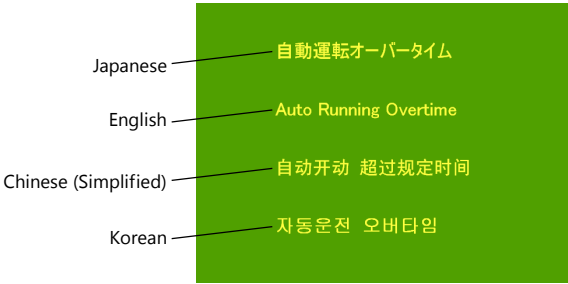 Japanese
自動運転オーバータイム
English
Auto Running Overtime
Chinese (Simplified)
自动开动 超过规定时间
Korean
자동운전 오버타임